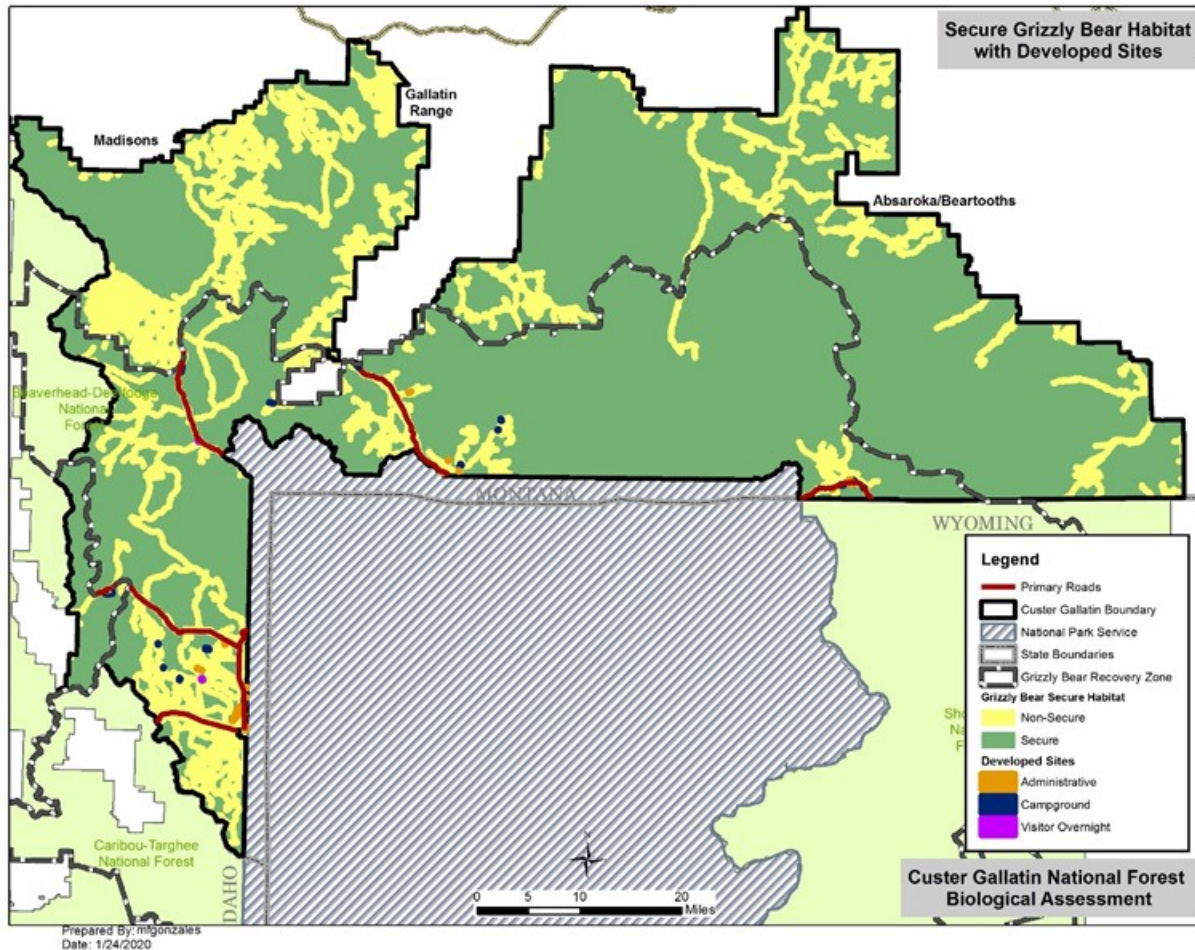 Secure Grizzly Bear Habitat
with Developed Sites
Gallatin
Range
Madisons
Absaroka/Beartooths
Beaverhead-Deerlodge
National
Forest
MONTANA
WYOMING
Legend
Primary Roads
Custer Gallatin Boundary
National Park Service
State Boundaries
Grizzly Bear Recovery Zone
Grizzly Bear Secure Habitat
Non-Secure
Secure
Developed Sites
Administrative
Campground
Visitor Overnight
Sho
Na
F
Caribou-Targhee
National Forest
DAHO
N
0 5 10 20
Miles
Custer Gallatin National Forest
Biological Assessment
Prepared By: mfgonzales
Date: 1/24/2020